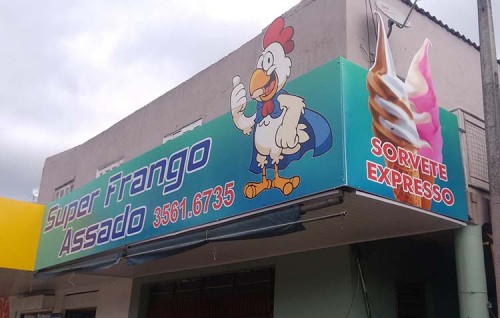 Super Frango
Assado
3561.6735
SORVETE
EXPRESSO